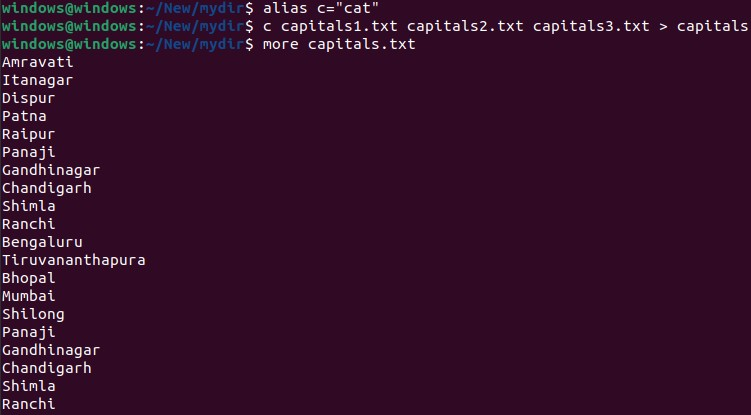 windows@windows:~/New/mydir$ alias c="cat"
windows@windows:~/New/mydir$ c capitals1.txt capitals2.txt capitals3.txt > capitals
windows@windows:~/New/mydir$ more capitals.txt
Amravati
Itanagar
Dispur
Patna
Raipur
Panaji
Gandhinagar
Chandigarh
Shimla
Ranchi
Bengaluru
Tiruvananthapura
Bhopal
Mumbai
Shilong
Panaji
Gandhinagar
Chandigarh
Shimla
Ranchi